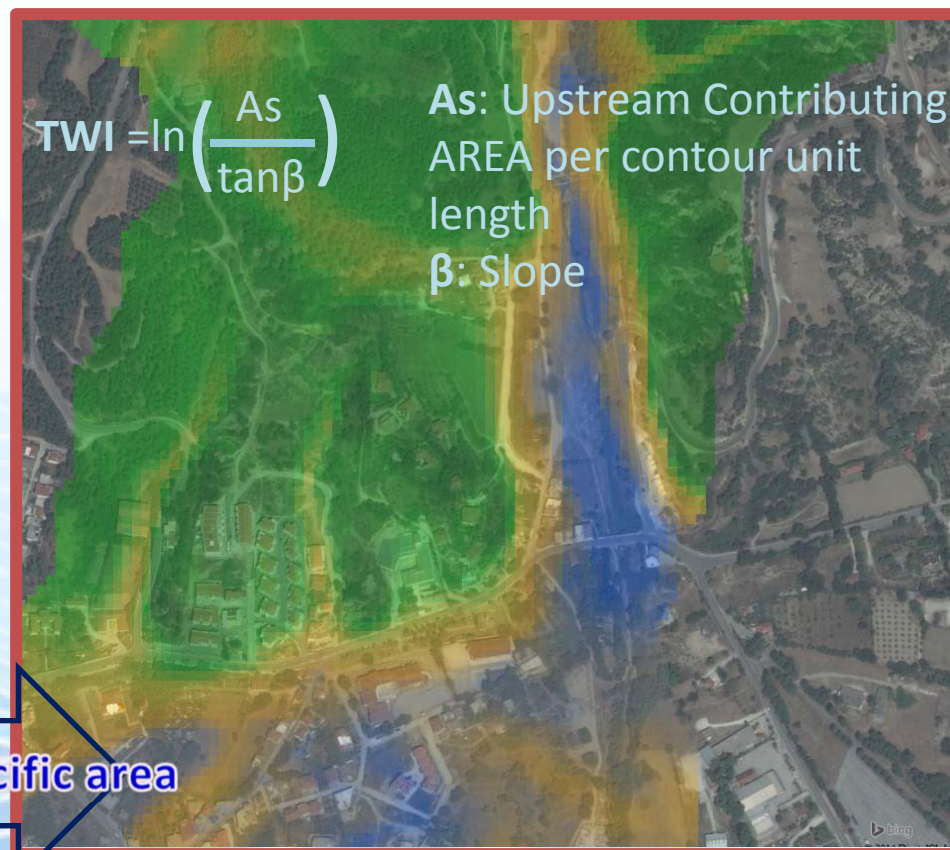 TWI =ln(As/tanβ)
As: Upstream Contributing
AREA per contour unit
length
β: Slope
cific area
bing